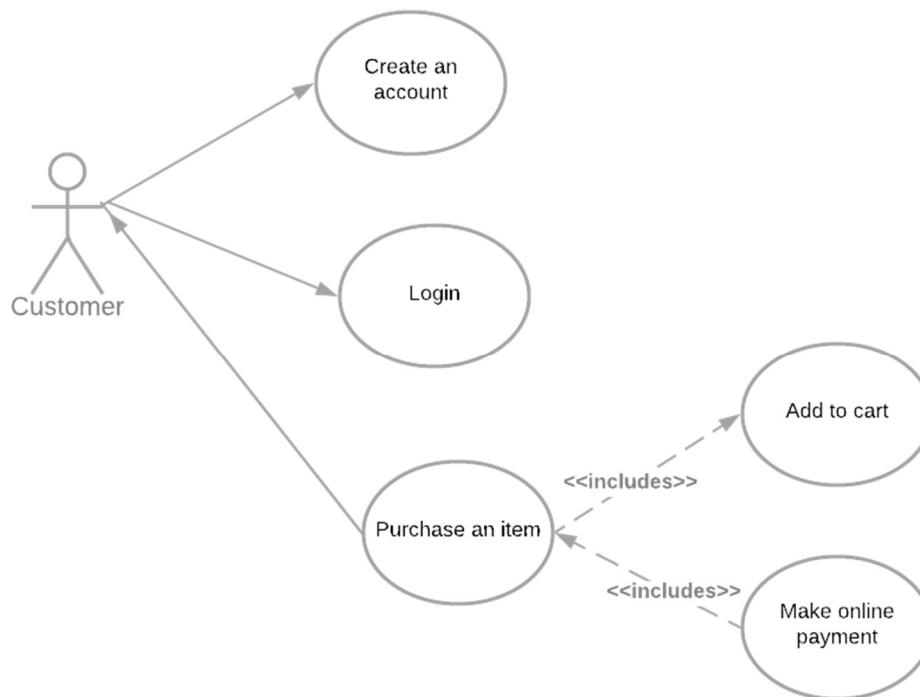 Create an
account
Customer
Login
Add to cart
<<includes>>
Purchase an item
<<includes>>
Make online
payment